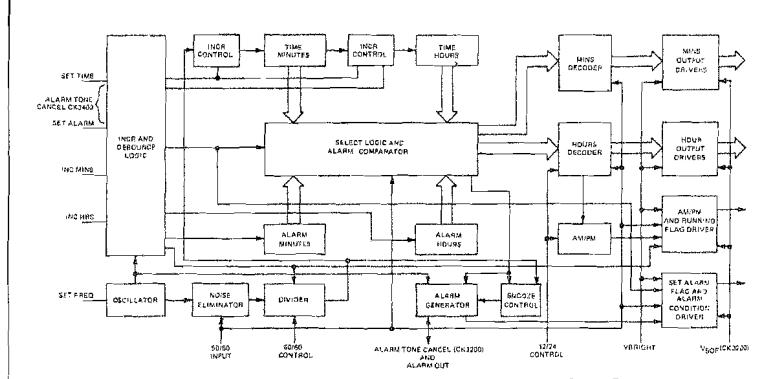 INCR CONTROL
TIME MINUTES
INCR CONTROL
TIME HOURS
MINS DECODER
MINS OUTPUT DRIVERS
SET TIME
ALARM TONE CANCEL CK3400
SET ALARM
INCR AND DEBOUNCE LOGIC
SELECT LOGIC AND ALARM COMPARATOR
HOURS DECODER
HOUR OUTPUT DRIVERS
INC MINS
INC HRS
ALARM MINUTES
ALARM HOURS
AM/PM
AM/PM AND RUNNING FLAG DRIVER
SET FREQ
OSCILLATOR
NOISE ELIMINATOR
DIVIDER
ALARM GENERATOR
SNOOZE CONTROL
SET ALARM FLAG AND ALARM CONDITION DRIVER
50/60 INPUT
50/60 CONTROL
ALARM TONE CANCEL (CK3200) AND ALARM OUT
12/24 CONTROL
VBRIGHT